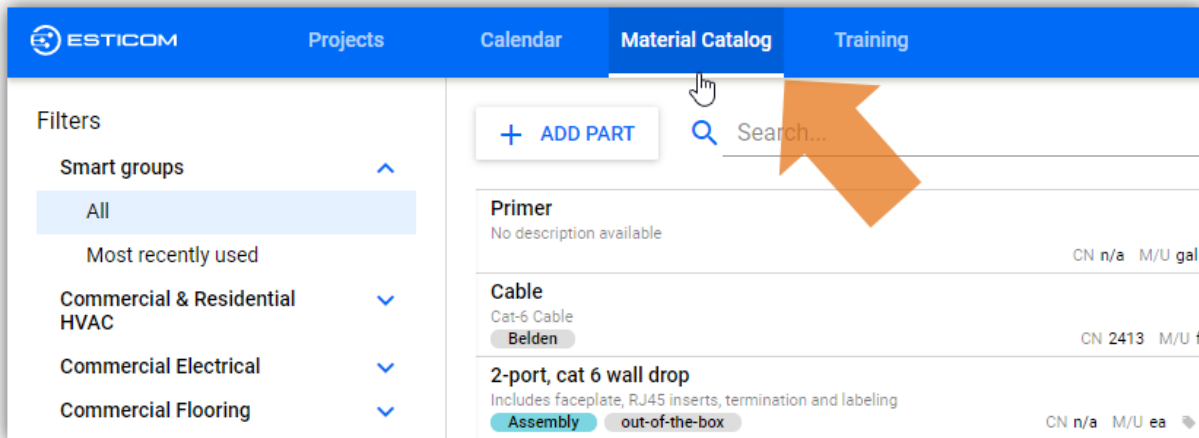 ESTICOM Projects Calendar Material Catalog Training
Filters
Smart groups
All
Most recently used
Commercial & Residential
HVAC
Commercial Electrical
Commercial Flooring
+ ADD PART
Search...
Primer
No description available
CN n/a M/U gal
Cable
Cat-6 Cable
Belden
CN 2413 M/U f
2-port, cat 6 wall drop
Includes faceplate, RJ45 inserts, termination and labeling
Assembly out-of-the-box
CN n/a M/U ea